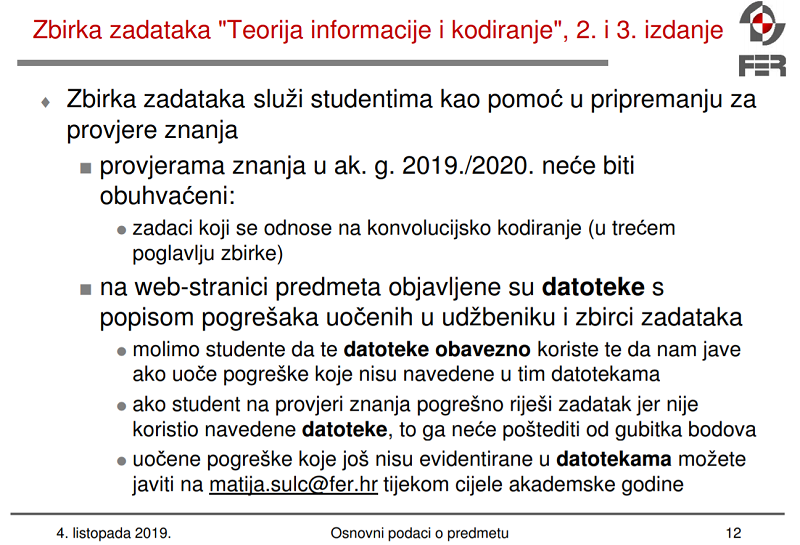 Zbirka zadataka "Teorija informacije i kodiranje", 2. i 3. izdanje
FER
Zbirka zadataka služi studentima kao pomoć u pripremanju za
provjere znanja
provjerama znanja u ak. g. 2019./2020. neće biti
obuhvaćeni:
zadaci koji se odnose na konvolucijsko kodiranje (u trećem
poglavlju zbirke)
na web-stranici predmeta objavljene su datoteke s
popisom pogrešaka uočenih u udžbeniku i zbirci zadataka
molimo studente da te datoteke obavezno koriste te da nam jave
ako uoče pogreške koje nisu navedene u tim datotekama
ako student na provjeri znanja pogrešno riješi zadatak jer nije
koristio navedene datoteke, to ga neće poštediti od gubitka bodova
uočene pogreške koje još nisu evidentirane u datotekama možete
javiti na matija.sulc@fer.hr tijekom cijele akademske godine
4. listopada 2019.
Osnovni podaci o predmetu
12